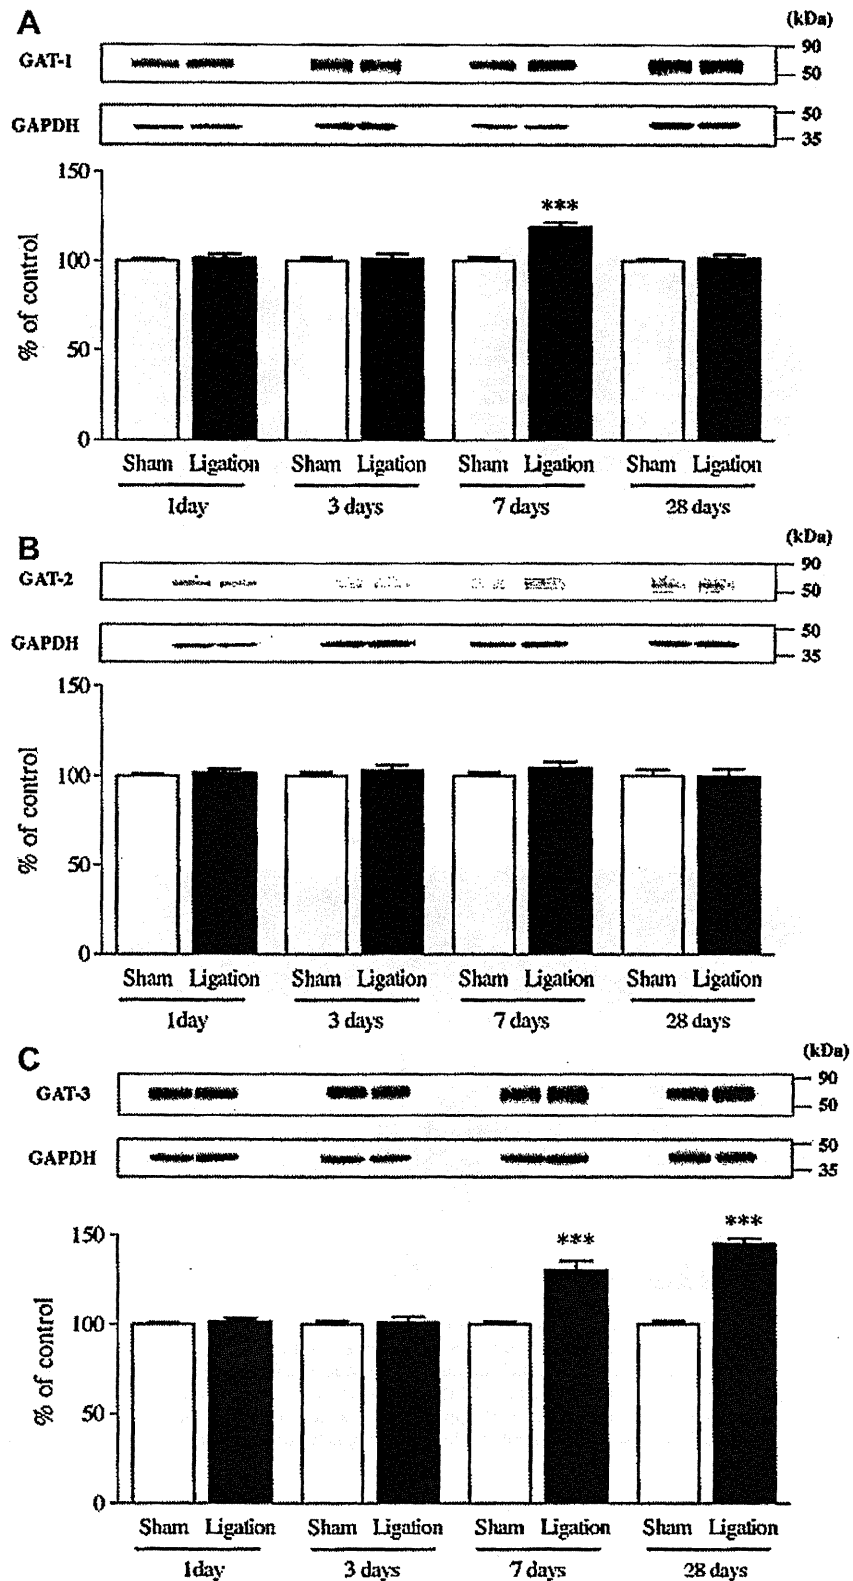 A
(kDa)
GAT-1
90
50
GAPDH
50
35
150
100
50
0
% of control
***
Sham Ligation Sham Ligation Sham Ligation Sham Ligation
1day 3 days 7 days 28 days
B
(kDa)
GAT-2
90
50
GAPDH
50
35
150
100
50
0
% of control
Sham Ligation Sham Ligation Sham Ligation Sham Ligation
1day 3 days 7 days 28 days
C
(kDa)
GAT-3
90
50
GAPDH
50
35
150
100
50
0
% of control
***
***
Sham Ligation Sham Ligation Sham Ligation Sham Ligation
1day 3 days 7 days 28 days